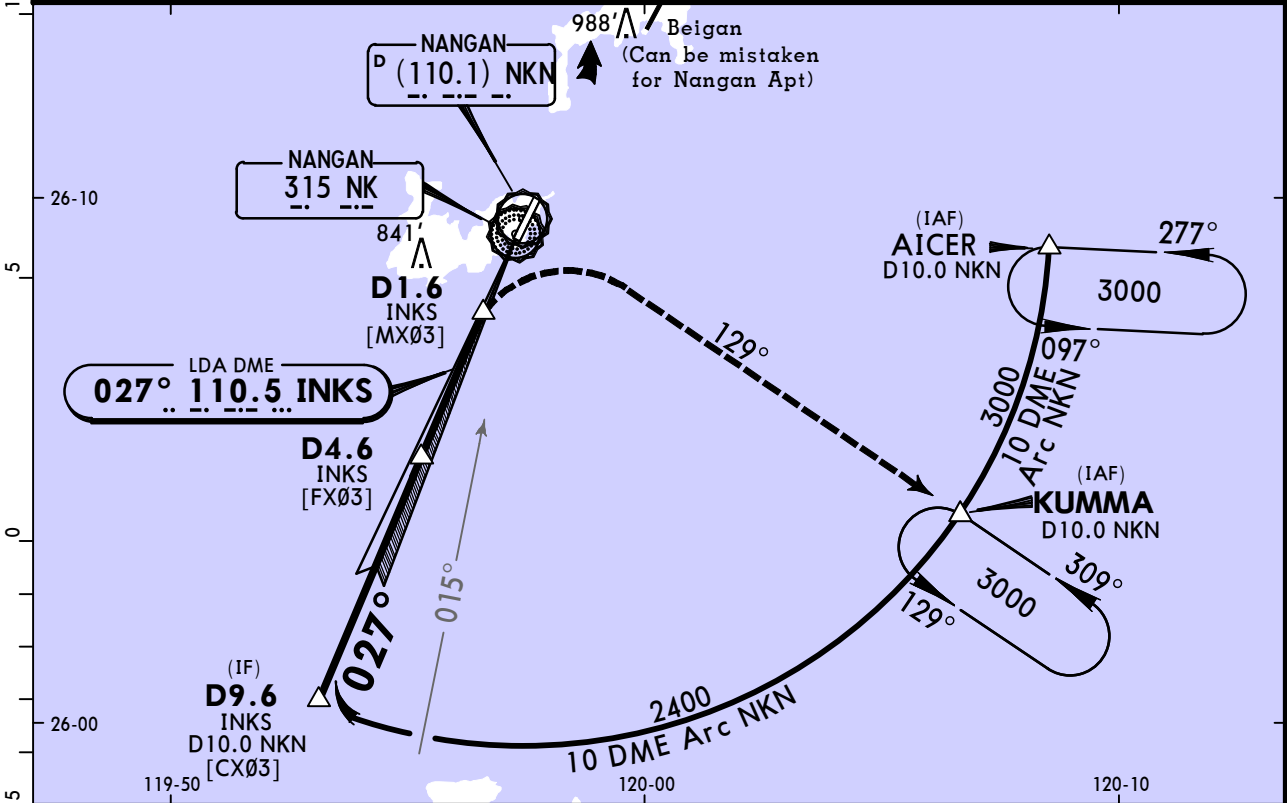 988'
Beigan
(Can be mistaken
for Nangan Apt)
NANGAN
D (110.1) NKN
NANGAN
315 NK
26-10
841'
(IAF)
AICER
D10.0 NKN
277°
3000
097°
5
D1.6
INKS
[MXØ3]
129°
3000
10 DME
Arc NKN
LDA DME
027° 110.5 INKS
D4.6
INKS
[FXØ3]
(IAF)
KUMMA
D10.0 NKN
0
309°
3000
129°
015°
027°
(IF)
D9.6
INKS
D10.0 NKN
[CXØ3]
2400
10 DME Arc NKN
26-00
119-50
120-00
120-10
5